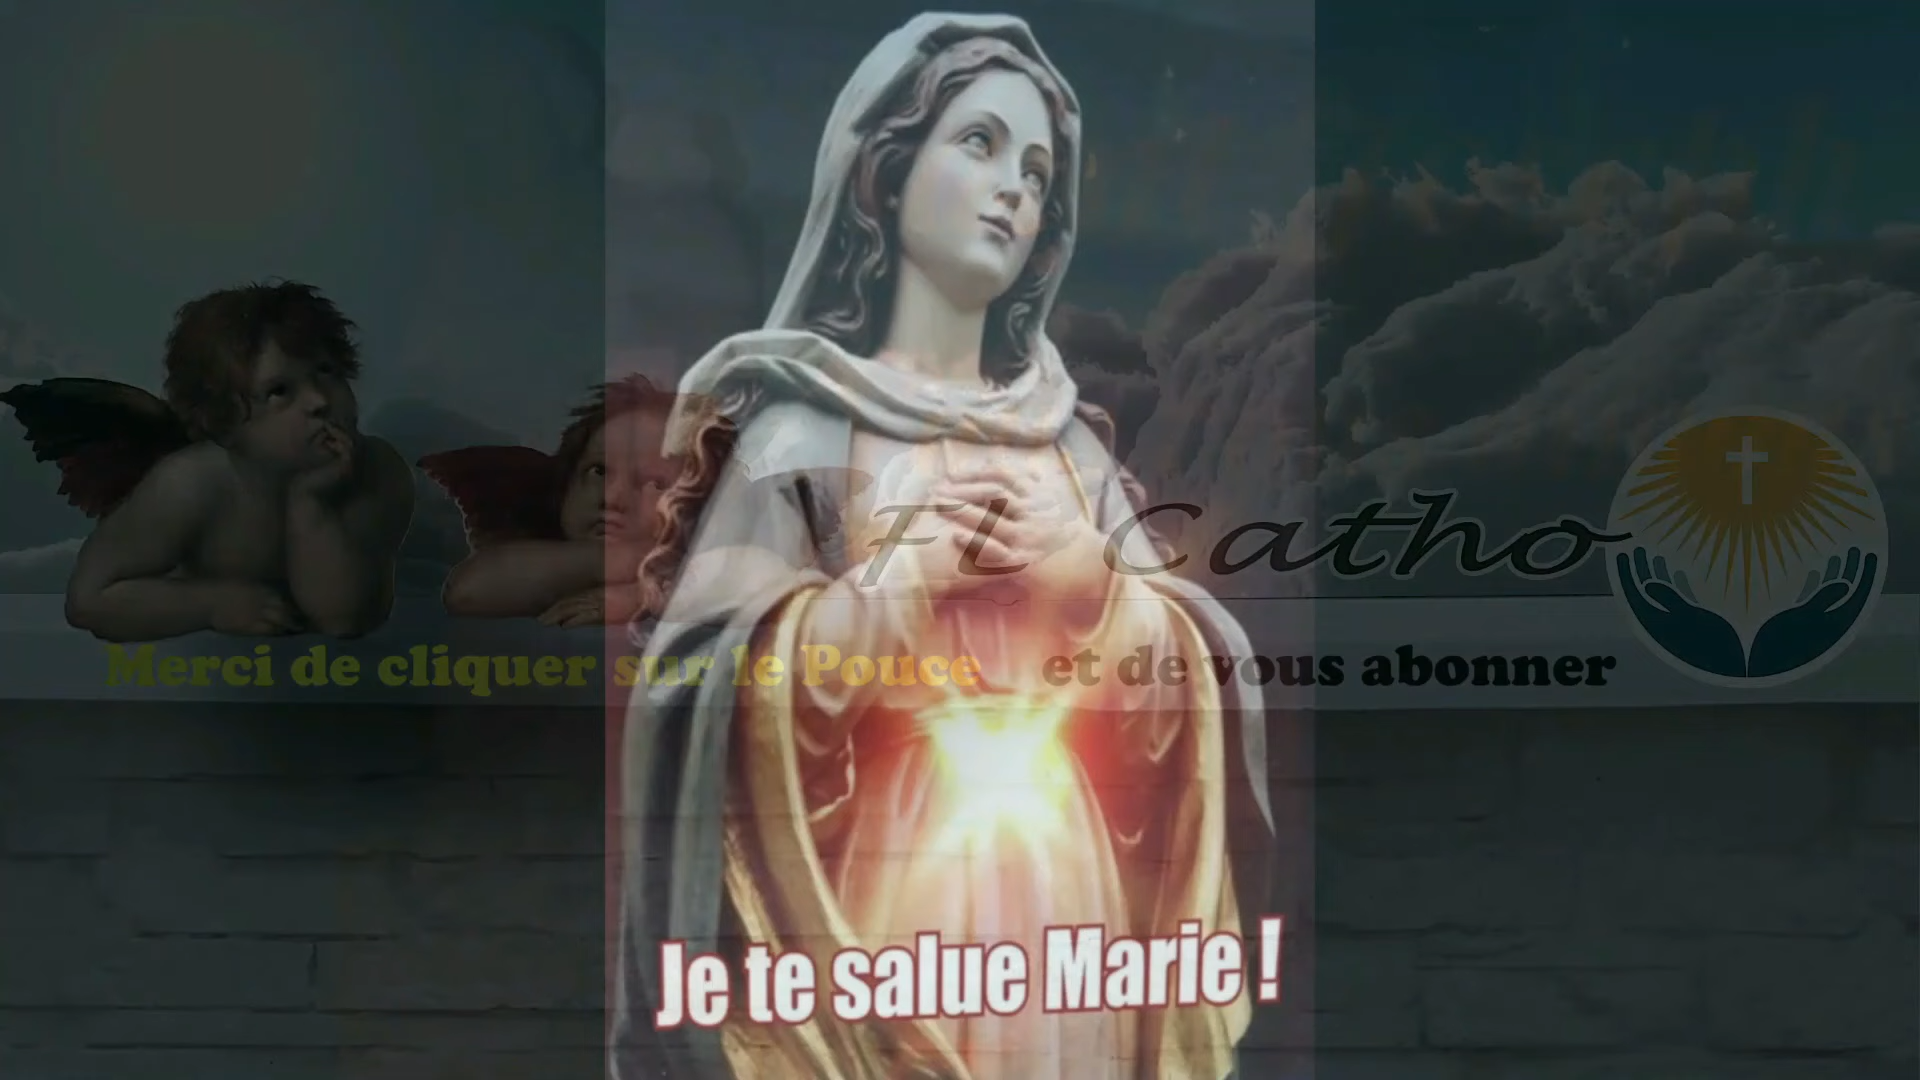 FL Catho
Merci de cliquer sur le Pouce et de vous abonner
Je te salue Marie !